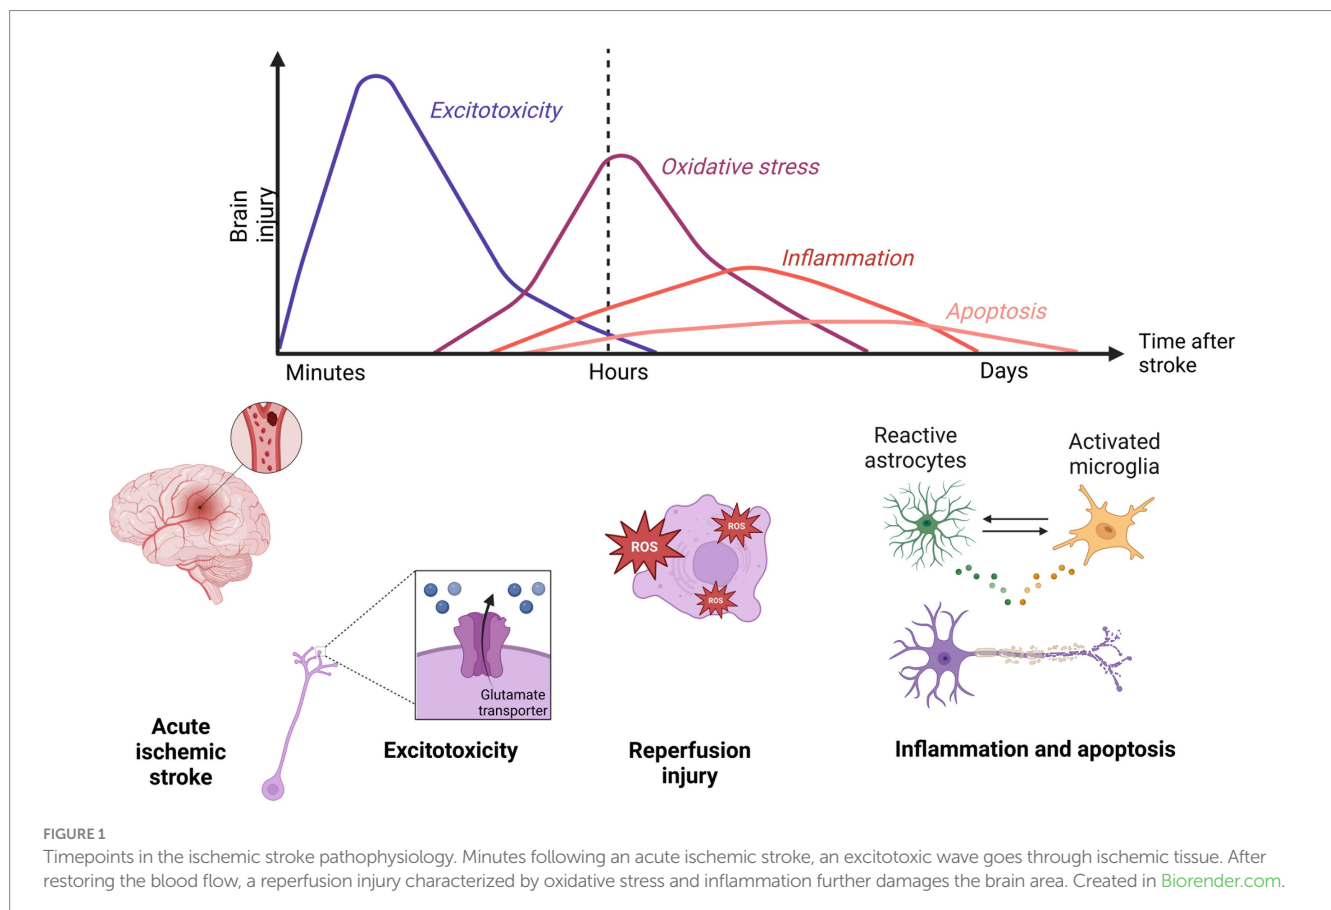 Excitotoxicity
Oxidative stress
Inflammation
Apoptosis
Brain
injury
Time after
stroke
Minutes
Hours
Days
Reactive
astrocytes
Activated
microglia
ROS
ROS
ROS
Glutamate
transporter
Acute
ischemic
stroke
Excitotoxicity
Reperfusion
injury
Inflammation and apoptosis
FIGURE 1
Timepoints in the ischemic stroke pathophysiology. Minutes following an acute ischemic stroke, an excitotoxic wave goes through ischemic tissue. After
restoring the blood flow, a reperfusion injury characterized by oxidative stress and inflammation further damages the brain area. Created in Biorender.com.